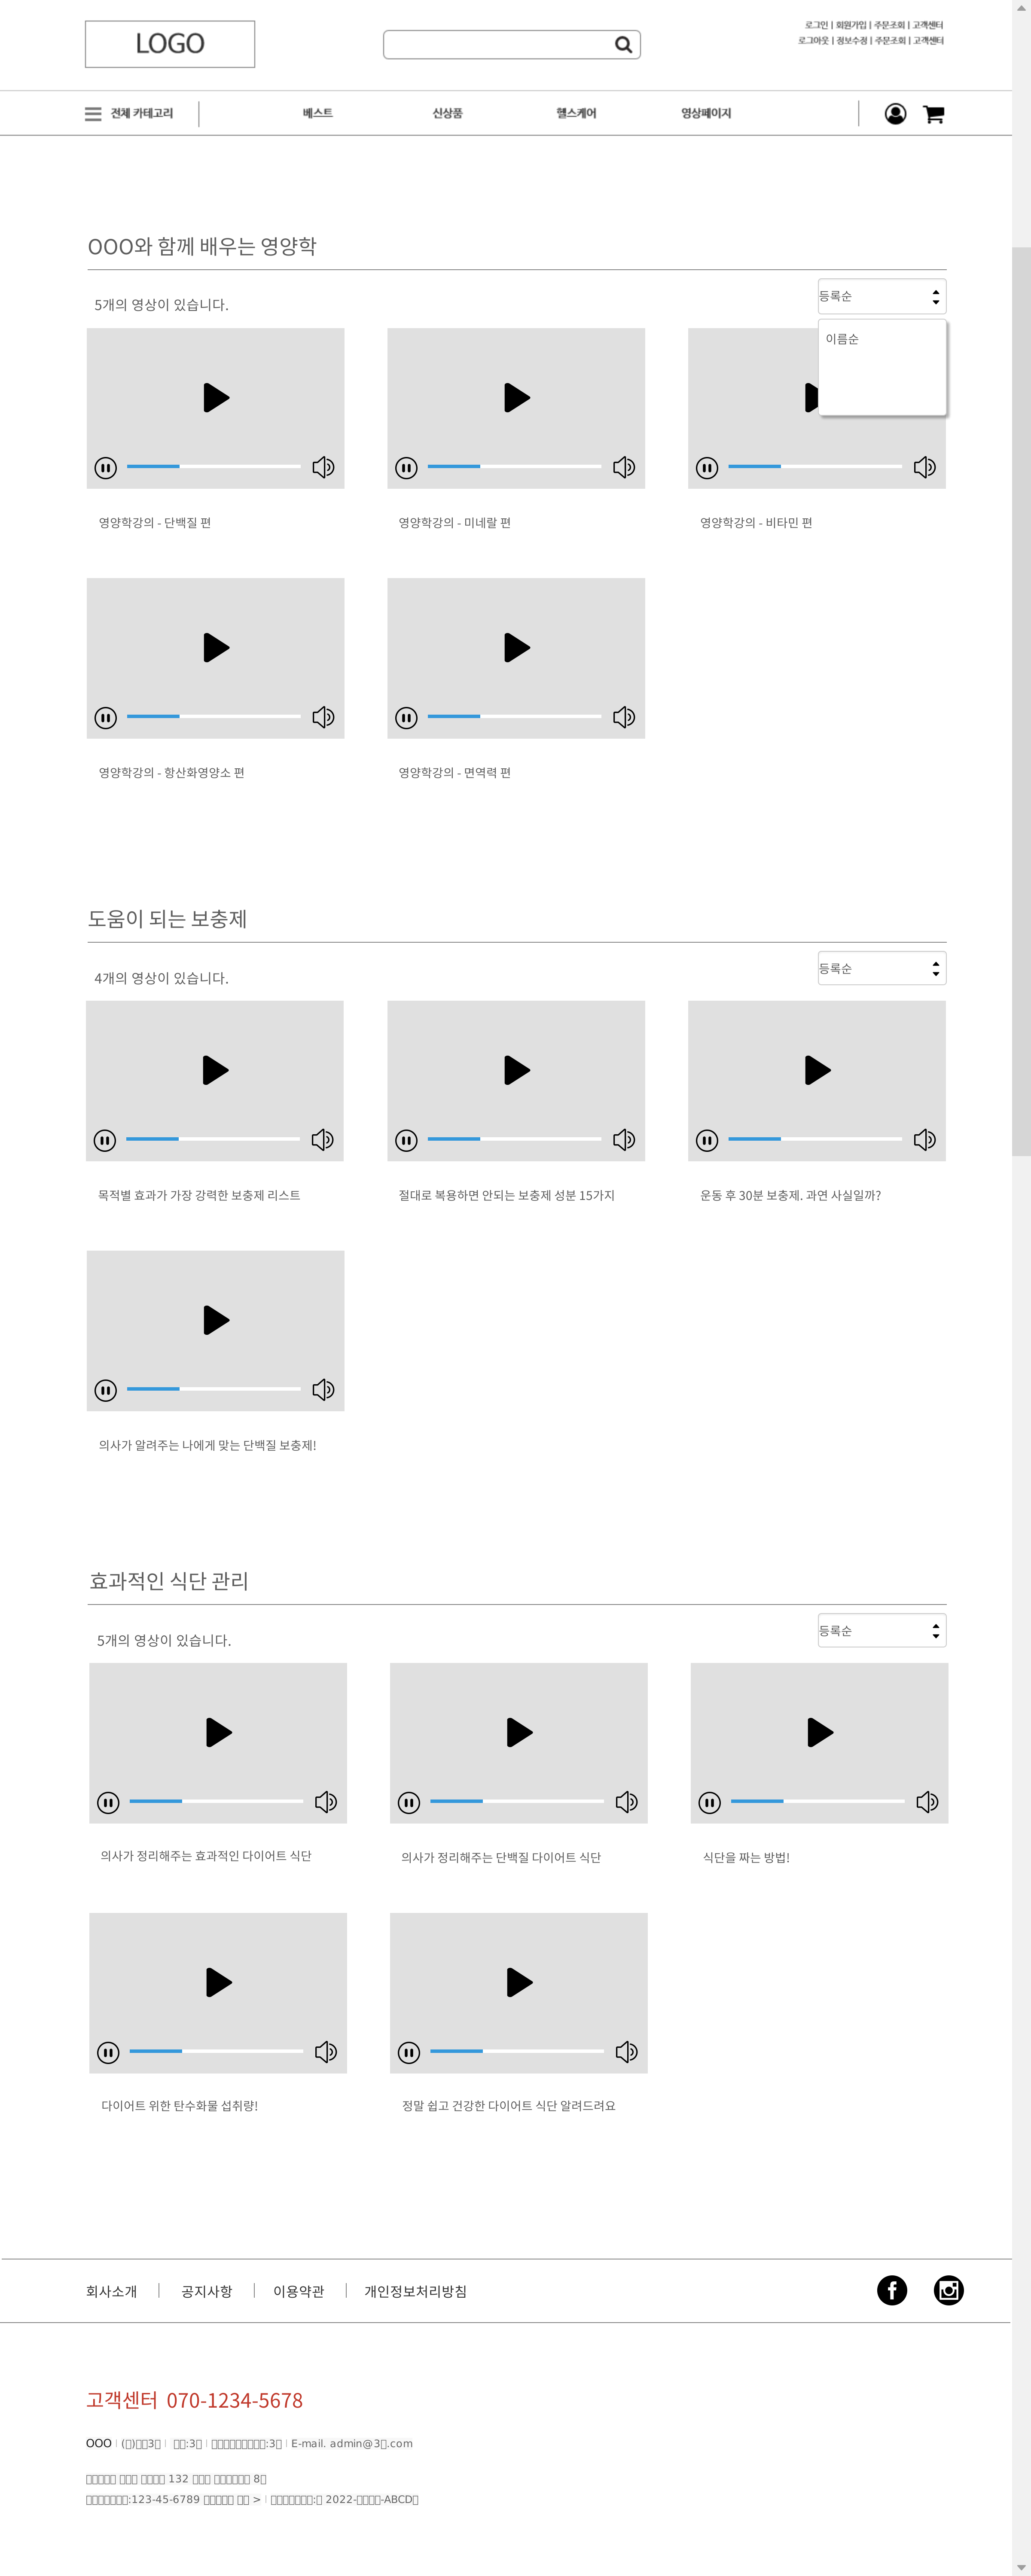 LOGO
로그인 | 회원가입 | 주문조회 | 고객센터
로그아웃 | 정보수정 | 주문조회 | 고객센터
전체 카테고리
베스트
신상품
헬스케어
영상페이지
OOO와 함께 배우는 영양학
5개의 영상이 있습니다.
등록순
이름순
영양학강의 - 단백질 편
영양학강의 - 미네랄 편
영양학강의 - 비타민 편
영양학강의 - 항산화영양소 편
영양학강의 - 면역력 편
도움이 되는 보충제
4개의 영상이 있습니다.
등록순
목적별 효과가 가장 강력한 보충제 리스트
절대로 복용하면 안되는 보충제 성분 15가지
운동 후 30분 보충제. 과연 사실일까?
의사가 알려주는 나에게 맞는 단백질 보충제!
효과적인 식단 관리
5개의 영상이 있습니다.
등록순
의사가 정리해주는 효과적인 다이어트 식단
의사가 정리해주는 단백질 다이어트 식단
식단을 짜는 방법!
다이어트 위한 탄수화물 섭취량!
정말 쉽고 건강한 다이어트 식단 알려드려요
회사소개
공지사항
이용약관
개인정보처리방침
고객센터 070-1234-5678
OOO | 3 | :3 | :3 | E-mail. admin@3 .com
132 8
:123-45-6789 > | : 2022- -ABCD